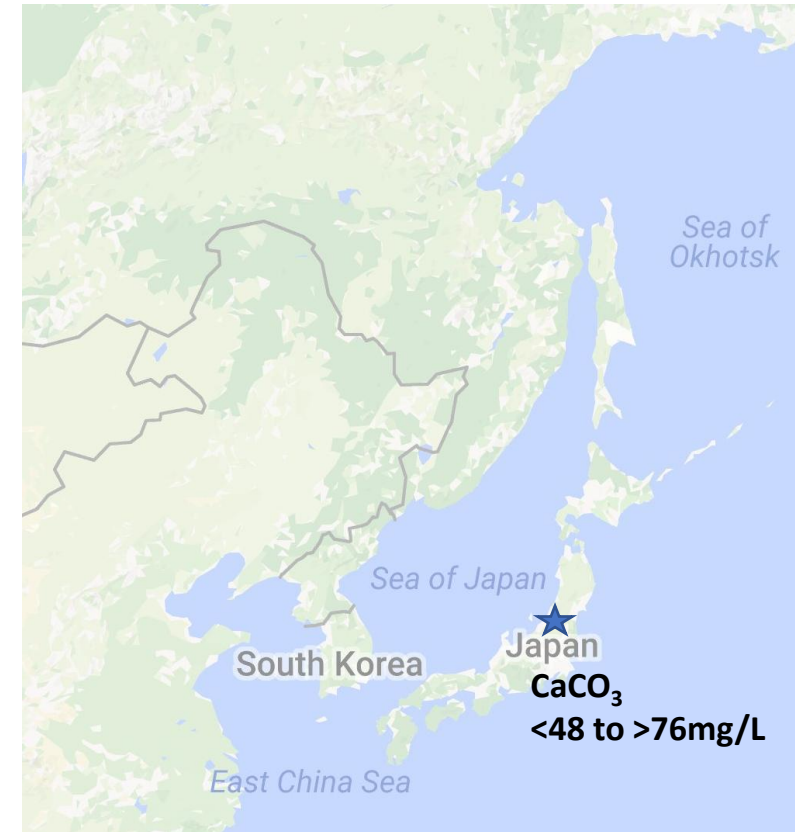 Sea of
Okhotsk
Sea of Japan
Japan
South Korea
CaCO₃
<48 to >76mg/L
East China Sea